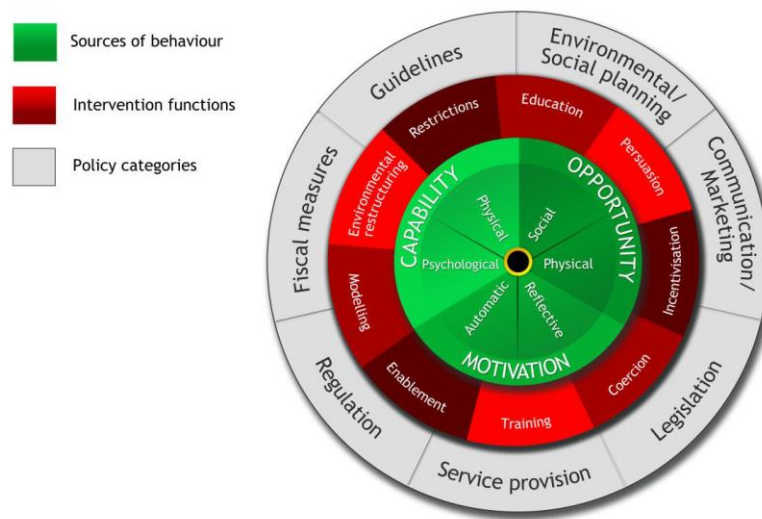 Sources of behaviour
Intervention functions
Policy categories
Guidelines
Environmental/
Social planning
Communication/
Marketing
Legislation
Service provision
Regulation
Fiscal measures
Restrictions
Education
Persuasion
Incentivisation
Coercion
Training
Enablement
Modelling
Environmental
restructuring
CAPABILITY
OPPORTUNITY
MOTIVATION
Physical
Social
Psychological
Physical
Automatic
Reflective